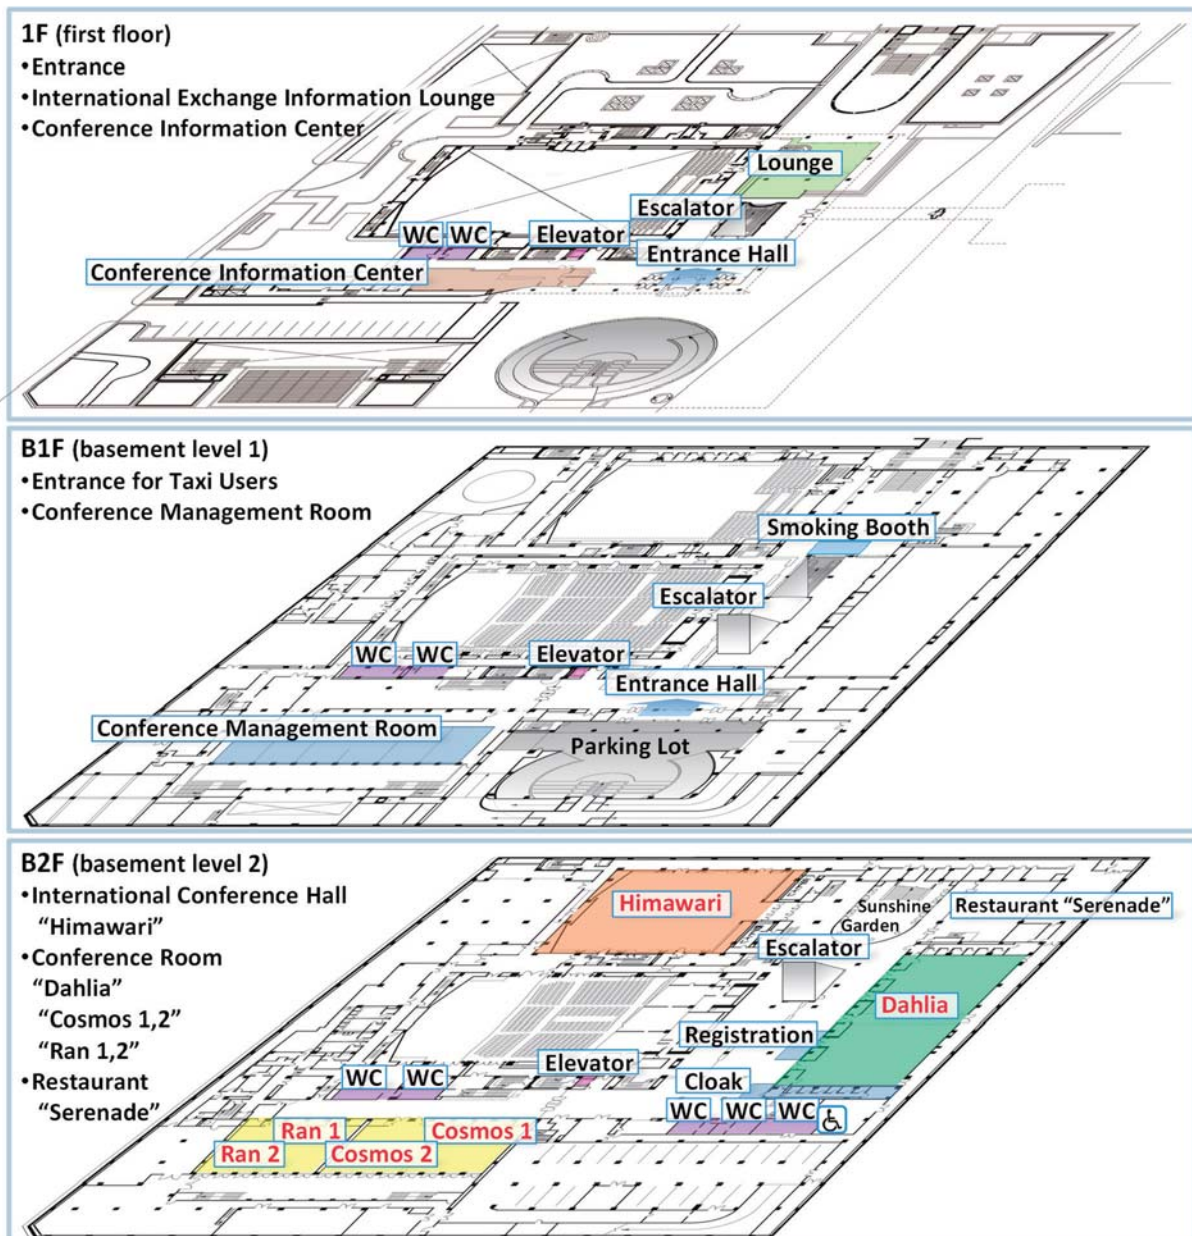 1F (first floor)
•Entrance
•International Exchange Information Lounge
•Conference Information Center
Lounge
Escalator
WC WC Elevator
Entrance Hall
Conference Information Center
B1F (basement level 1)
•Entrance for Taxi Users
•Conference Management Room
Smoking Booth
Escalator
WC WC Elevator
Entrance Hall
Conference Management Room
Parking Lot
B2F (basement level 2)
•International Conference Hall
“Himawari”
•Conference Room
“Dahlia”
“Cosmos 1,2”
“Ran 1,2”
•Restaurant
“Serenade”
Himawari
Sunshine
Garden
Restaurant “Serenade”
Escalator
Dahlia
Registration
Elevator
WC WC
Cloak
WC WC WC
Ran 1 Cosmos 1
Ran 2 Cosmos 2